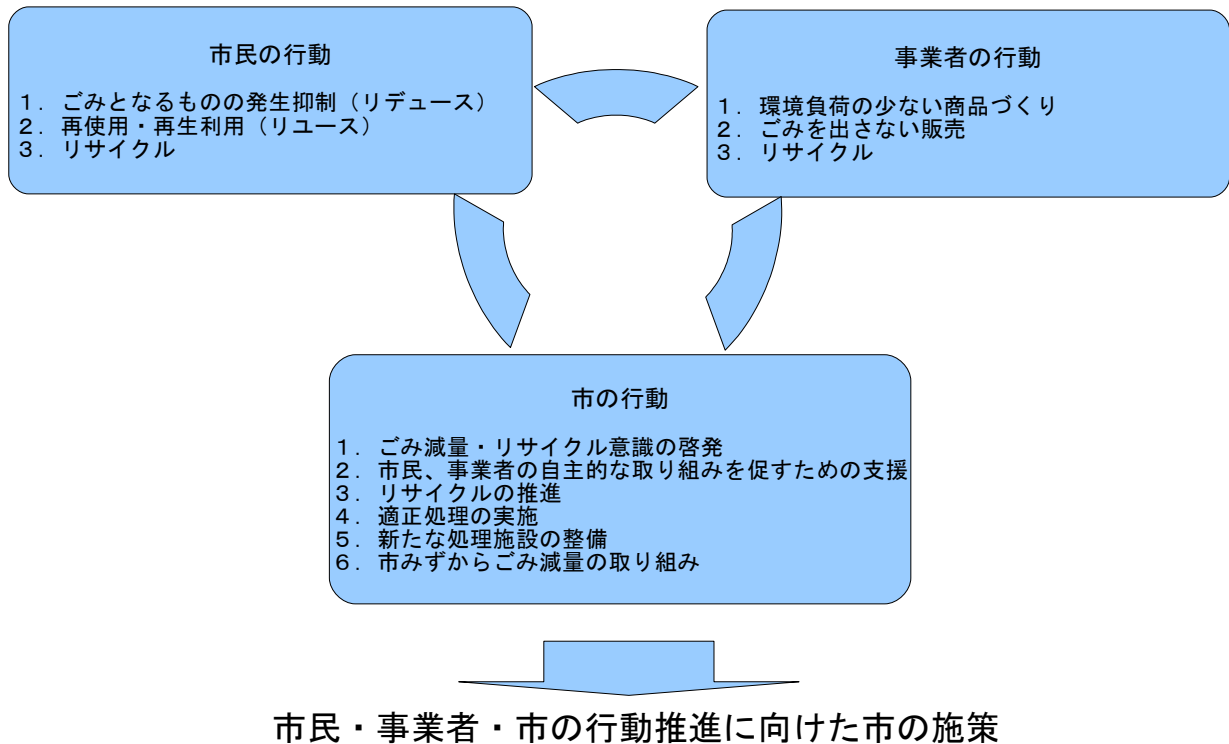 市民の行動
１．ごみとなるものの発生抑制（リデュース）
２．再使用・再生利用（リユース）
３．リサイクル
事業者の行動
１．環境負荷の少ない商品づくり
２．ごみを出さない販売
３．リサイクル
市の行動
１．ごみ減量・リサイクル意識の啓発
２．市民、事業者の自主的な取り組みを促すための支援
３．リサイクルの推進
４．適正処理の実施
５．新たな処理施設の整備
６．市みずからごみ減量の取り組み
市民・事業者・市の行動推進に向けた市の施策